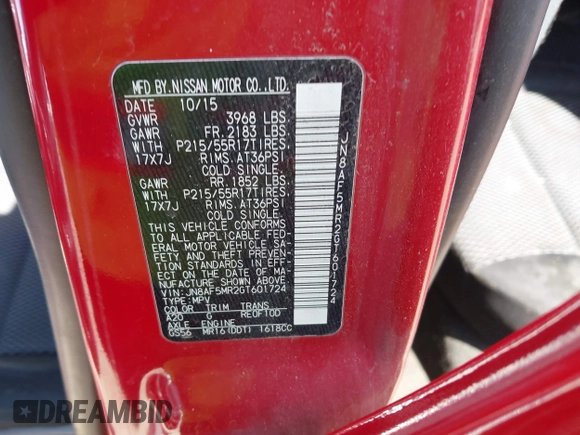 MFD BY.NISSAN MOTOR CO.,LTD.
DATE 10/15
GVWR 3968 LBS
GAWR FR.2183 LBS.
WITH P215/55R17TIRES,
17X7J RIMS.AT36PSI
COLD SINGLE.
GAWR RR.1852 LBS.
WITH P215/55R17TIRES,
17X7J RIMS.AT36PSI
COLD SINGLE.
THIS VEHICLE CONFORMS
TO ALL APPLICABLE FED-
ERAL MOTOR VEHICLE SA-
FETY AND THEFT PREVENTION
STANDARDS IN EFF-
ECT ON THE DATE OF MA-
NUFACTURE SHOWN ABOVE.
VIN:JN8AF5MR2GT601724
TYPE:MPV
COLOR TRIM TRANS
A20 G RE0F10D
AXLE ENGINE
GS56 MR16(DDT) 1618CC
JN8AF5MR2GT601724
DREAMBID